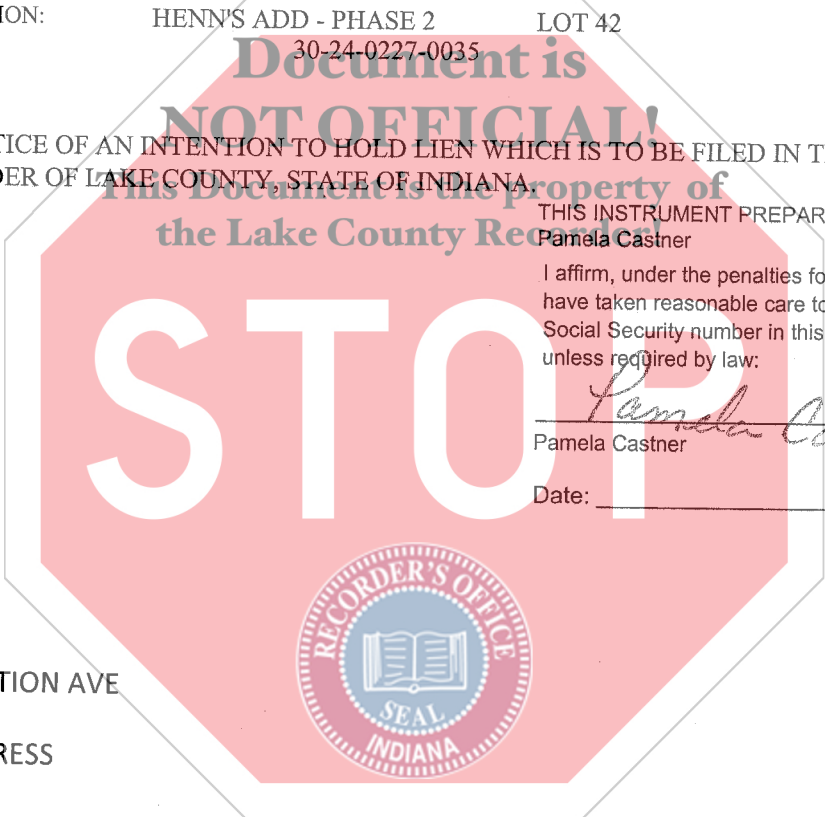 ION: HENN'S ADD - PHASE 2 LOT 42
30-24-0227-0035
Document is
NOT OFFICIAL!
TICE OF AN INTENTION TO HOLD LIEN WHICH IS TO BE FILED IN T
DER OF LAKE COUNTY, STATE OF INDIANA.
This Document is the property of
the Lake County Recorder!
THIS INSTRUMENT PREPAR
Pamela Castner
I affirm, under the penalties fo
have taken reasonable care to
Social Security number in this
unless required by law:
STOP
Pamela Ca
Pamela Castner
Date:
RECORDER'S OFFICE
SEAL
INDIANA
TION AVE
RESS